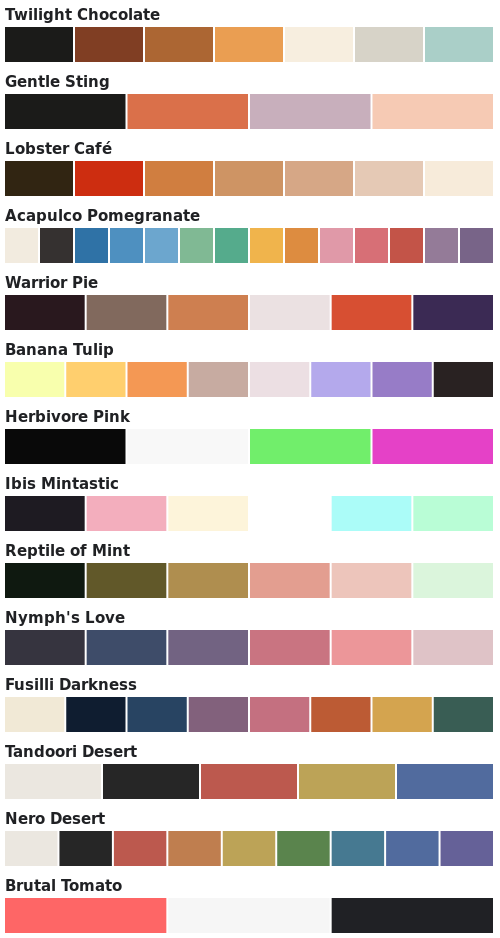 Twilight Chocolate
Gentle Sting
Lobster Café
Acapulco Pomegranate
Warrior Pie
Banana Tulip
Herbivore Pink
Ibis Mintastic
Reptile of Mint
Nymph's Love
Fusilli Darkness
Tandoori Desert
Nero Desert
Brutal Tomato